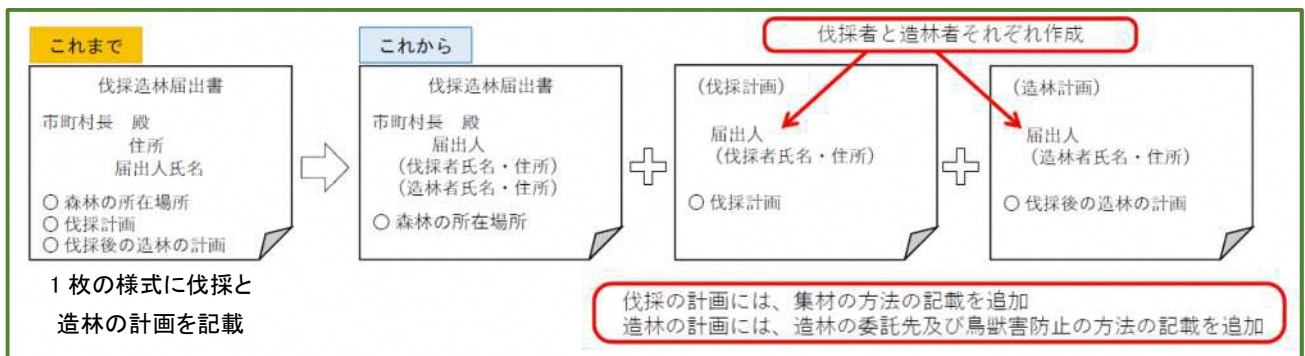 これまで
伐採造林届出書
市町村長　殿
住所
届出人氏名
○ 森林の所在場所
○ 伐採計画
○ 伐採後の造林の計画
1 枚の様式に伐採と
造林の計画を記載
これから
伐採造林届出書
市町村長　殿
届出人
(伐採者氏名・住所)
(造林者氏名・住所)
○ 森林の所在場所
伐採者と造林者それぞれ作成
(伐採計画)
届出人
(伐採者氏名・住所)
○ 伐採計画
(造林計画)
届出人
(造林者氏名・住所)
○ 伐採後の造林の計画
伐採の計画には、集材の方法の記載を追加
造林の計画には、造林の委託先及び鳥獣害防止の方法の記載を追加